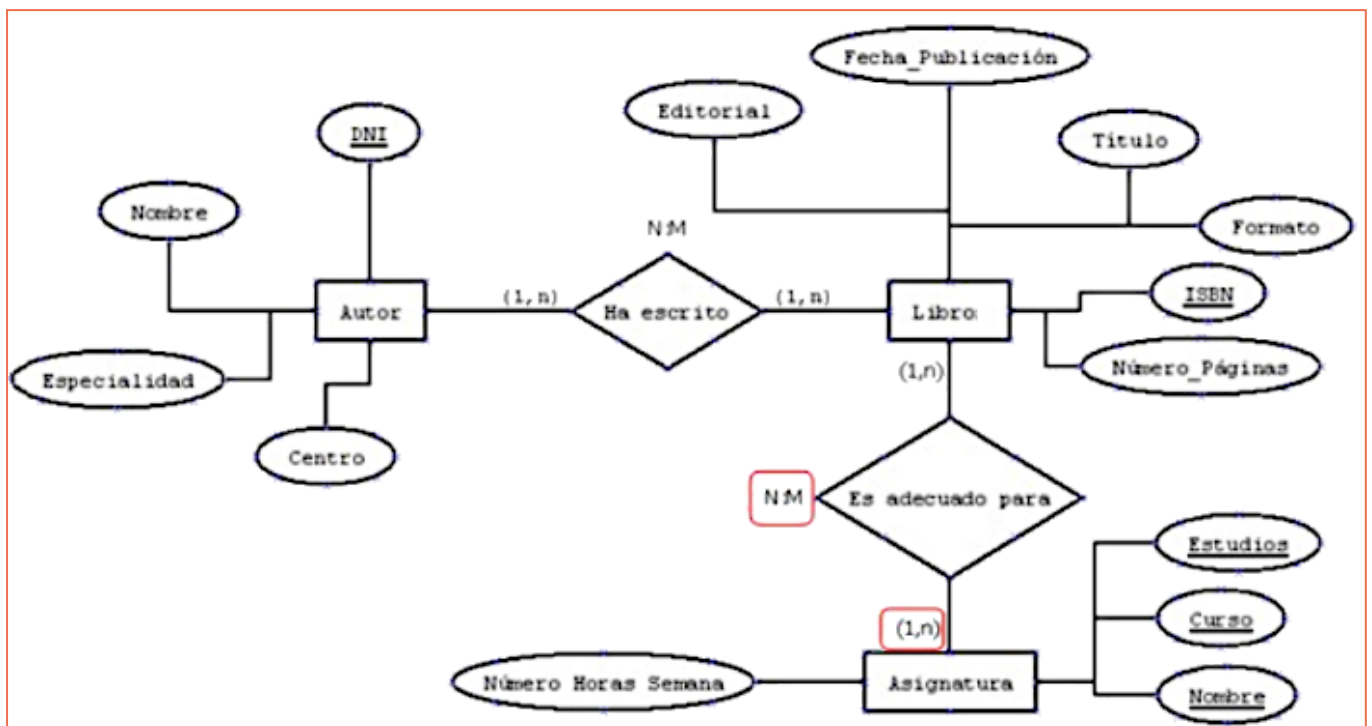 Fecha_Publicación
Editorial
DNI
Título
Nombre
Formato
N:M
ISBN
(1,n)
(1,n)
Autor
Ha escrito
Libro
Número_Páginas
Especialidad
(1,n)
Centro
N:M
Es adecuado para
Estudios
Curso
(1,n)
Número Horas Semana
Asignatura
Nombre